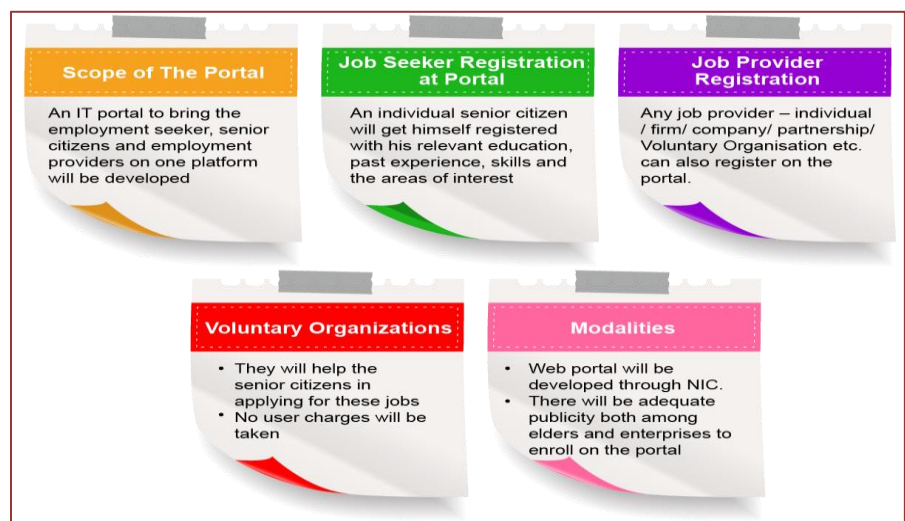 Scope of The Portal
An IT portal to bring the
employment seeker, senior
citizens and employment
providers on one platform
will be developed
Job Seeker Registration
at Portal
An individual senior citizen
will get himself registered
with his relevant education,
past experience, skills and
the areas of interest
Job Provider
Registration
Any job provider – individual
/ firm/ company/ partnership/
Voluntary Organisation etc.
can also register on the
portal.
Voluntary Organizations
• They will help the
senior citizens in
applying for these jobs
• No user charges will be
taken
Modalities
• Web portal will be
developed through NIC.
• There will be adequate
publicity both among
elders and enterprises to
enroll on the portal